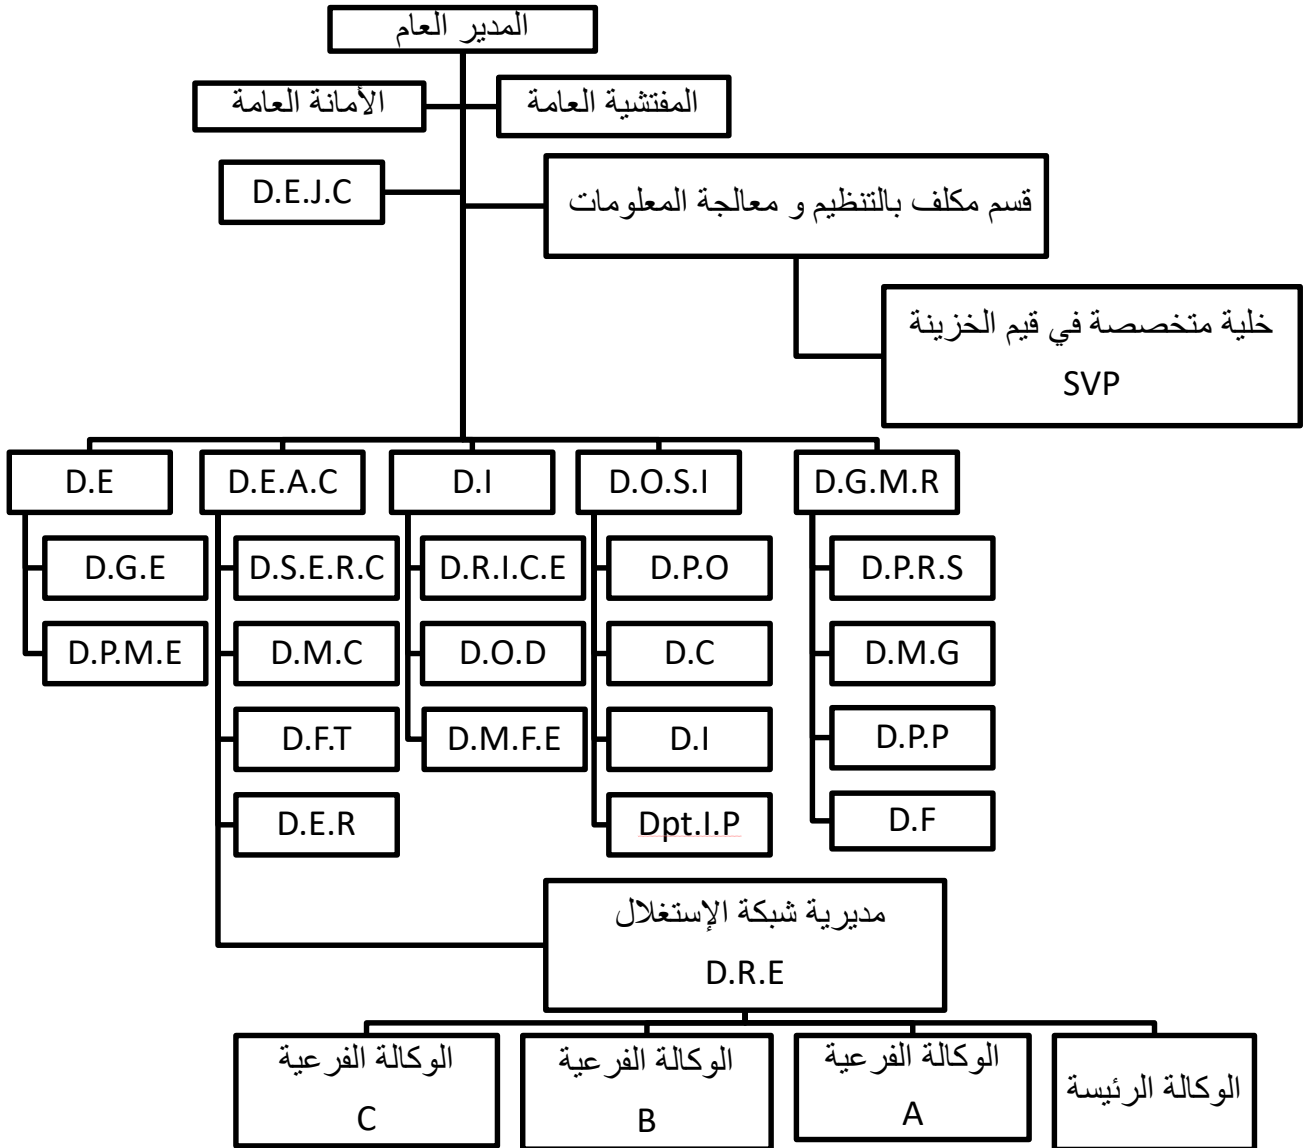 المدير العام
المفتشية العامة
الأمانة العامة
قسم مكلف بالتنظيم و معالجة المعلومات
D.E.J.C
خلية متخصصة في قيم الخزينة
SVP
D.E
D.E.A.C
D.I
D.O.S.I
D.G.M.R
D.G.E
D.S.E.R.C
D.R.I.C.E
D.P.O
D.P.R.S
D.P.M.E
D.M.C
D.O.D
D.C
D.M.G
D.F.T
D.M.F.E
D.I
D.P.P
D.E.R
Dpt.I.P
D.F
مديرية شبكة الإستغلال
D.R.E
الوكالة الرئيسة
الوكالة الفرعية
A
الوكالة الفرعية
B
الوكالة الفرعية
C